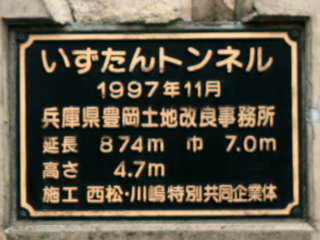 いずたんトンネル
1997年11月
兵庫県豊岡土地改良事務所
延長 874m 巾 7.0m
高さ 4.7m
施工 西松・川嶋特別共同企業体